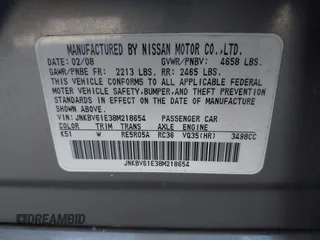 MANUFACTURED BY NISSAN MOTOR CO.,LTD.
DATE: 02/08 GVWR/PNBV: 4658 LBS.
GAWR/PNBE FR: 2213 LBS. RR: 2465 LBS.
THIS VEHICLE CONFORMS TO ALL APPLICABLE
FEDERAL MOTOR VEHICLE SAFETY,BUMPER,AND THEFT
PREVENTION STANDARDS IN EFFECT ON THE DATE OF
MANUFACTURE SHOWN ABOVE.
VIN: JNKBV61E38M218654 PASSENGER CAR
COLOR TRIM TRANS AXLE ENGINE
K51 W RE5R05A RC36 VQ35(HR) 3498CC
JNKBV61E38M218654
DREAMBID
dreambid.com